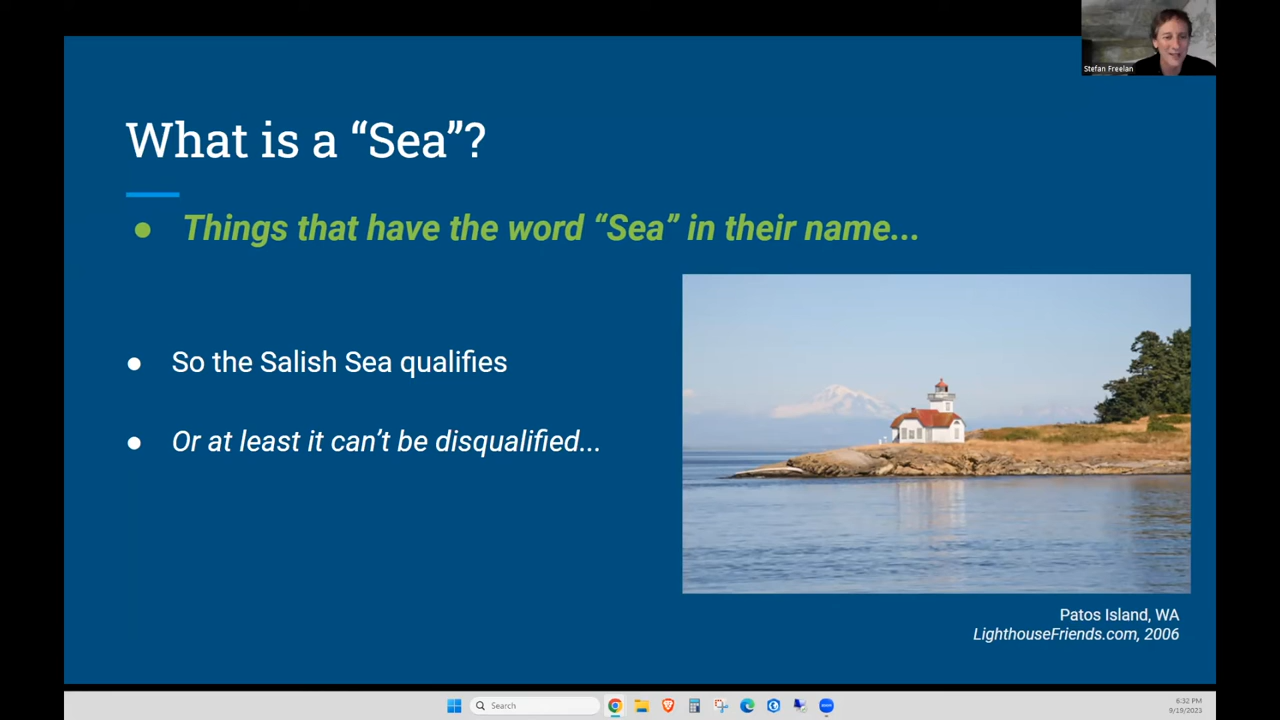 Stefan Freelan
What is a “Sea”?
● Things that have the word “Sea” in their name...
● So the Salish Sea qualifies
● Or at least it can’t be disqualified...
Patos Island, WA
LighthouseFriends.com, 2006
Search
6:32 PM
9/19/2023